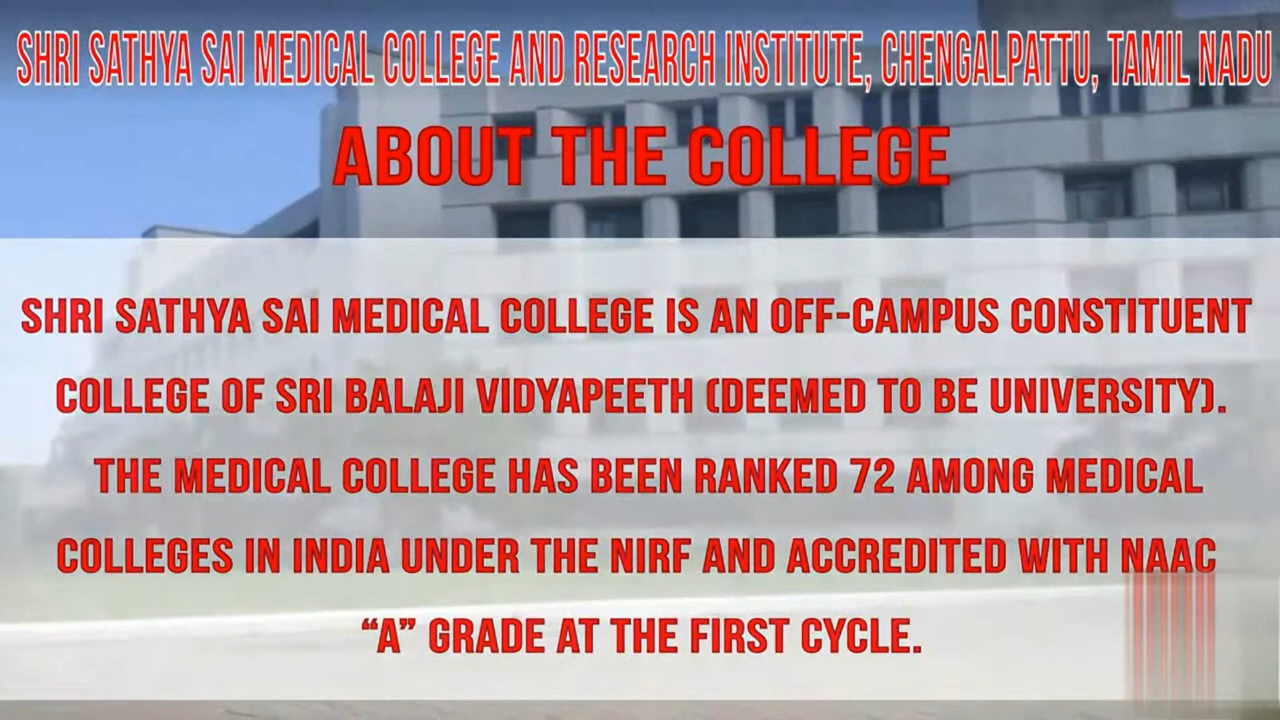 SHRI SATHYA SAI MEDICAL COLLEGE AND RESEARCH INSTITUTE, CHENGALPATTU, TAMIL NADU
ABOUT THE COLLEGE
SHRI SATHYA SAI MEDICAL COLLEGE IS AN OFF-CAMPUS CONSTITUENT
COLLEGE OF SRI BALAJI VIDYAPEETH (DEEMED TO BE UNIVERSITY).
THE MEDICAL COLLEGE HAS BEEN RANKED 72 AMONG MEDICAL
COLLEGES IN INDIA UNDER THE NIRF AND ACCREDITED WITH NAAC
“A” GRADE AT THE FIRST CYCLE.